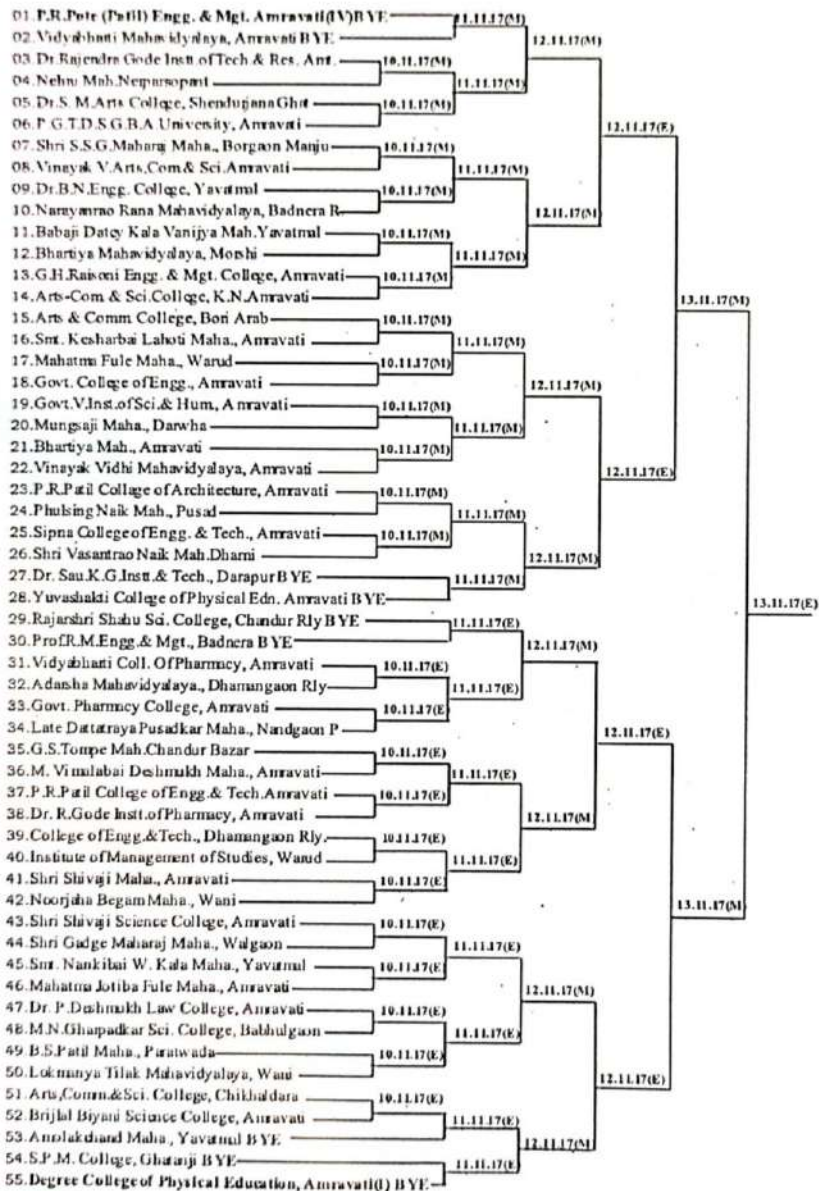 01.P.R.Pote (Patil) Engg. & Mgt. Amravati(IV)BYE
11.11.17(M)
02.Vidyabharti Mahavidyalaya, Amravati BYE
12.11.17(M)
03 Dr.Rajendra Gode Instt.of Tech & Res. Amt.
10.11.17(M)
04.Nehru Mah.Nerparsopant
11.11.17(M)
05.Dr.S. M.Arts College, ShendurjanaGhat
10.11.17(M)
06.P.G.T.D.S.G.B.A.University, Amravati
12.11.17(E)
07.Shri S.S.G.Maharaj Maha., Borgaon Manju
10.11.17(M)
08.Vinayak V.Arts,Com& Sci.Amravati
11.11.17(M)
09.Dr.B.N.Engg. College, Yavatmal
10.11.17(M)
10.Narayanrao Rana Mahavidyalaya, Badnera R
12.11.17(M)
11.Babaji Datey Kala Vanijya Mah.Yavatmal
10.11.17(M)
12.Bhartiya Mahavidyalaya, Morshi
11.11.17(M)
13.G.H.Raisoni Engg. & Mgt. College, Amravati
10.11.17(M
14.Arts-Com & Sci.College, K.N.Amravati
13.11.17(M)
15.Arts & Comm College, Bori Arab
10.11.17(M)
16.Smt. Kesharbai Lahoti Maha., Amravati
11.11.17(M)
17.Mahatma Fule Maha., Warud
10.11.17(M)
18.Govt. College of Engg., Amravati
12.11.17(M)
19.Govt.V.Inst.of Sci.& Hum, Amravati
10.11.17(M)
20.Mungsaji Maha., Darwha
11.11.17(M)
21.Bhartiya Mah., Amravati
10.11.17(M)
22.Vinayak Vidhi Mahavidyalaya, Amravati
12.11.17(E)
23.P.R.Patil Collage of Architecture, Amravati
10.11.17(M)
24.Phulsing Naik Mah., Pusad
11.11.17(M)
25.Sipna College of Engg. & Tech., Amravati
10.11.17(M)
26.Shri Vasantrao Naik Mah.Dharni
12.11.17(M)
27.Dr. Sau.K.G.Instt.& Tech., Darapur BYE
11.11.17(M)
28.Yuvashakti College of Physical Edn. Amravati BYE
13.11.17(E)
29.Rajarshri Shahu Sci. College, Chandur Rly BYE
11.11.17(E)
30.Prof.R.M.Engg.& Mgt., Badnera BYE
12.11.17(M)
31.Vidyabharti Coll. Of Pharmacy, Amravati
10.11.17(E)
32.Adarsha Mahavidyalaya., Dhamangaon Rly
11.11.17(E)
33.Govt. Pharmacy College, Amravati
10.11.17(E)
34.Late Dattatraya Pusadkar Maha., Nandgaon P
12.11.17(E)
35.G.S.Tompe Mah.Chandur Bazar
10.11.17(E)
36.M. Vimalabai Deshmukh Maha., Amravati
11.11.17(E)
37.P.R.Patil College of Engg.& Tech.Amravati
10.11.17(E)
38.Dr. R.Gode Instt.of Pharmacy, Amravati
12.11.17(M
39.College of Engg.&Tech., Dhamangaon Rly.
10.11.17(E)
40.Institute of Management of Studies, Warud
11.11.17(E)
41.Shri Shivaji Maha., Amravati
10.11.17(E)
42.Noorjaha Begam Maha., Wani
13.11.17(M
43.Shri Shivaji Science College, Amravati
10.11.17(E)
44.Shri Gadge Maharaj Maha., Walgaon
11.11.17(E)
45.Smt. Nankibai W. Kala Maha., Yavatmal
10.11.17(E)
46.Mahatma Jotiba Fule Maha., Amravati
12.11.17(M)
47.Dr. P.Deshmukh Law College, Amravati
10.11.17(E)
48.M.N.Gharpadkar Sci. College, Babhulgaon
11.11.17(E)
49.B.S.Patil Maha., Paratwada
10.11.17(E)
50.Lokmanya Tilak Mahavidyalaya, Wani
12.11.17(E)
51.Arts,Comm.&Sci. College, Chikhaldara
10.11.17(E)
52.Brijlal Biyani Science College, Amravati
11.11.17(E)
53.Amolakchand Maha., Yavatmal BYE
12.11.17(M
54.S.P.M. College, Ghatanji BYE
11.11.17(E)
55.Degree College of Physical Education, Amravati(I) BYE